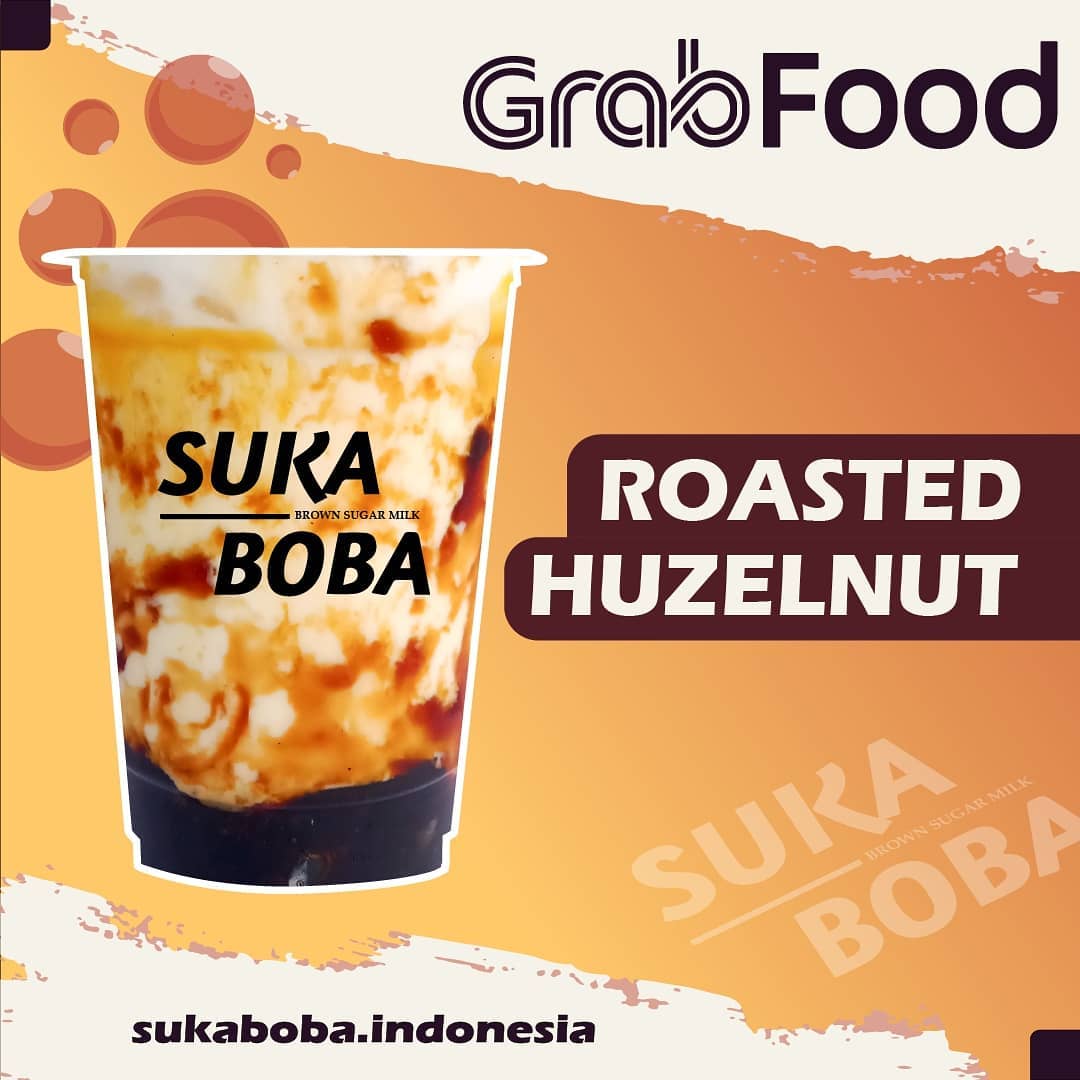 GrabFood
SUKA
BROWN SUGAR MILK
BOBA
ROASTED
HUZELNUT
SUKA
BROWN SUGAR MILK
BOBA
sukaboba.indonesia